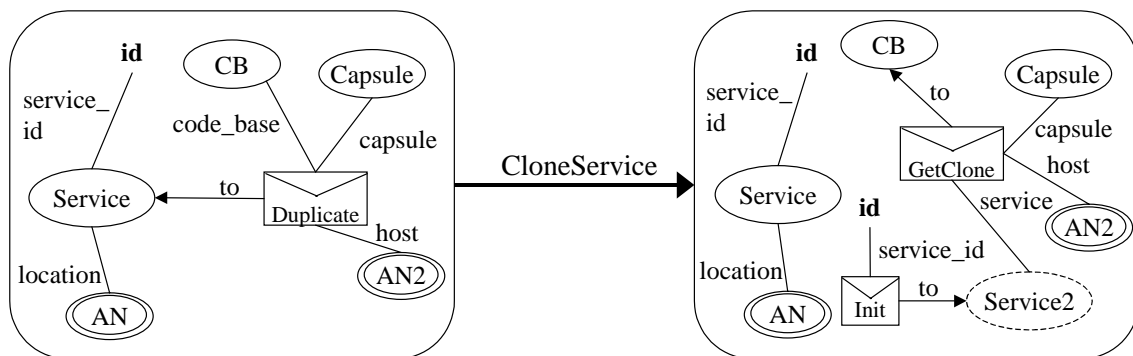 id
CB
Capsule
service_
id
code_base
capsule
Service
to
Duplicate
host
location
AN
AN2
CloneService
id
CB
Capsule
to
service_
id
capsule
GetClone
host
Service
id
service
AN2
service_id
location
to
Init
Service2
AN